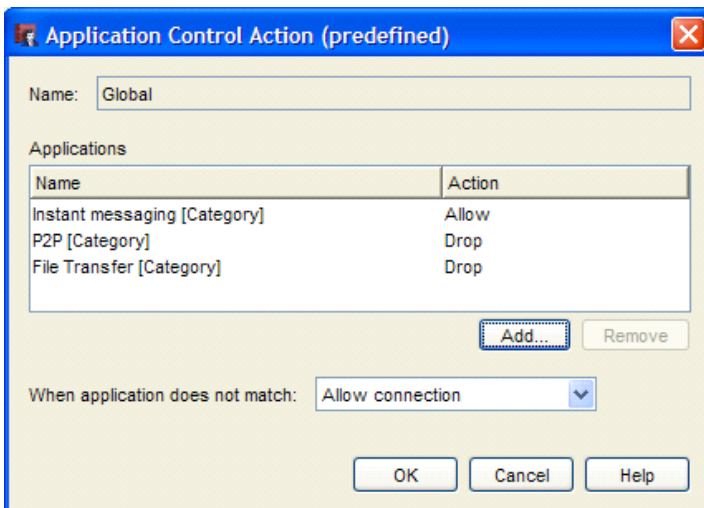 Application Control Action (predefined)
Name: Global
Applications
Name Action
Instant messaging [Category] Allow
P2P [Category] Drop
File Transfer [Category] Drop
Add... Remove
When application does not match: Allow connection
OK Cancel Help